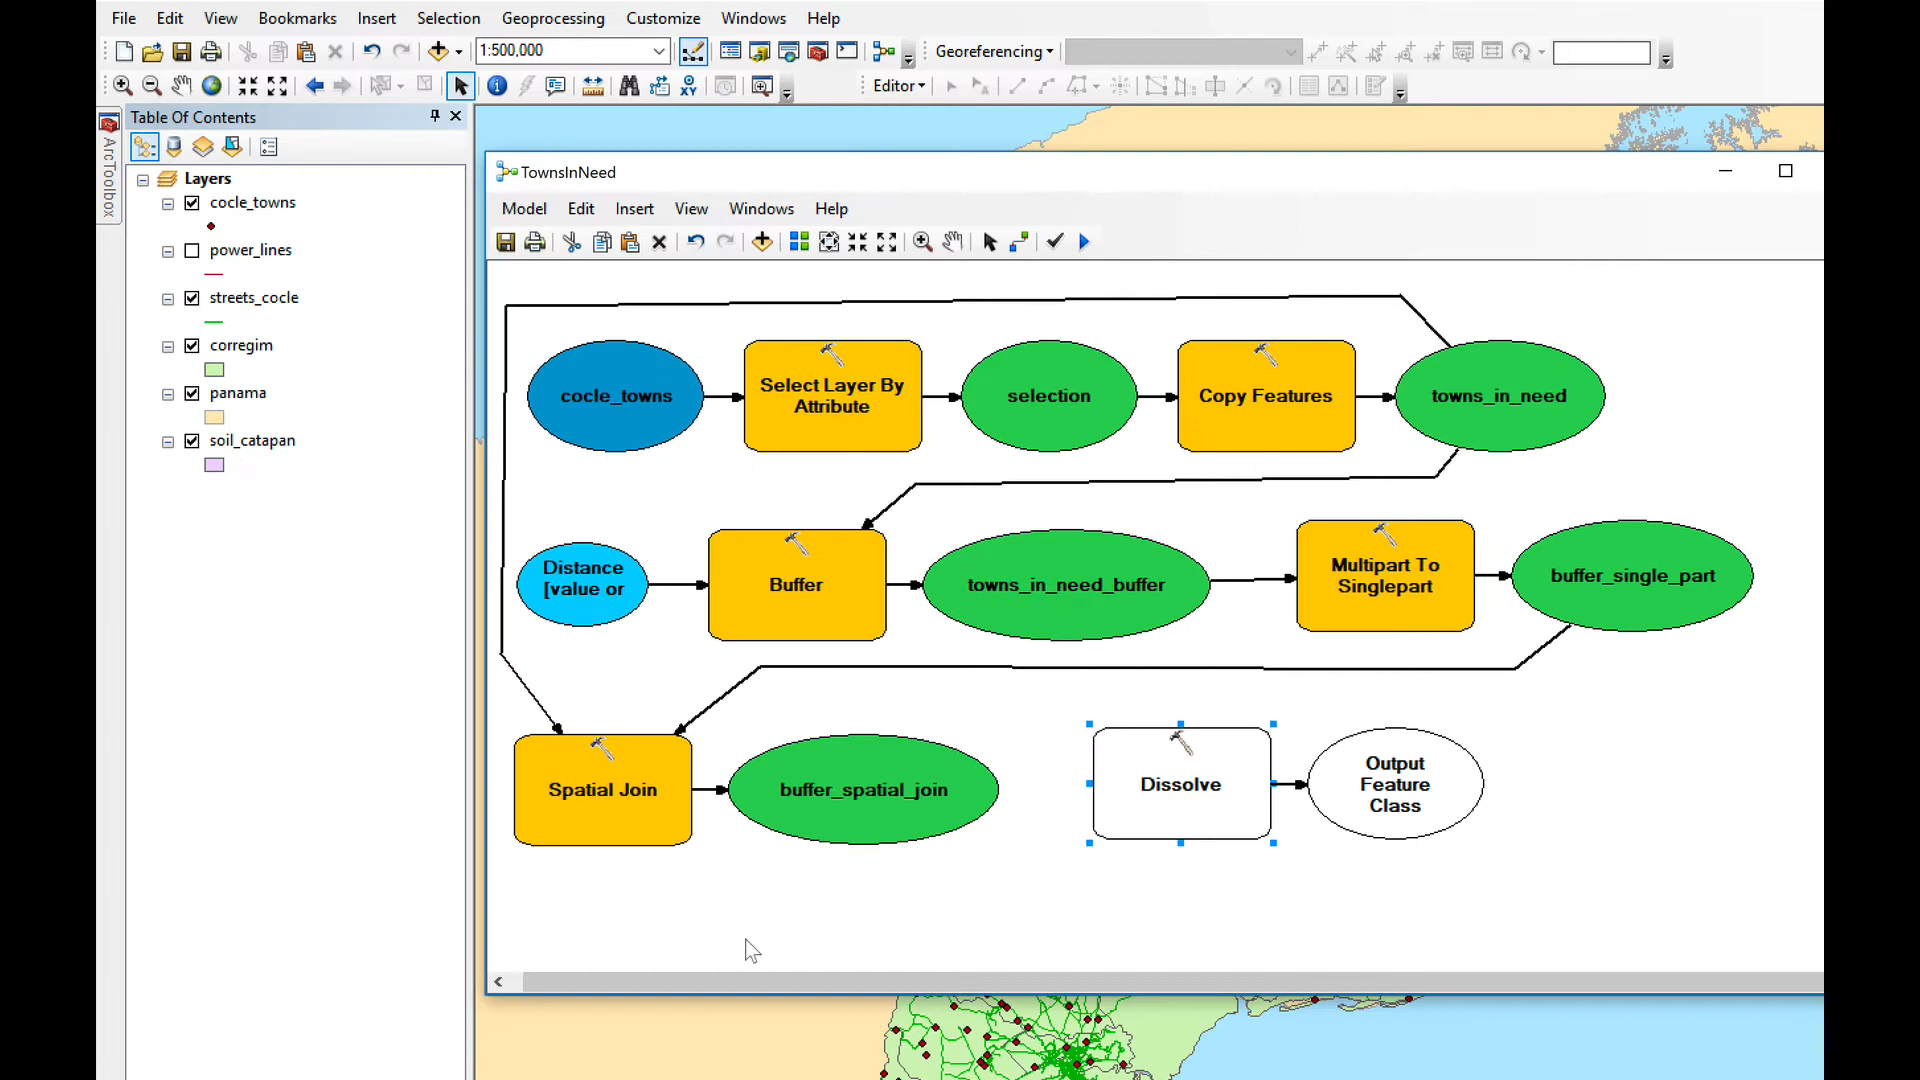 File Edit View Bookmarks Insert Selection Geoprocessing Customize Windows Help
1:500,000
Georeferencing
Editor
Table Of Contents
ArcToolbox
Layers
cocle_towns
power_lines
streets_cocle
corregim
panama
soil_catapan
TownsInNeed
Model Edit Insert View Windows Help
cocle_towns
Select Layer By
Attribute
selection
Copy Features
towns_in_need
Distance
[value or
Buffer
towns_in_need_buffer
Multipart To
Singlepart
buffer_single_part
Spatial Join
buffer_spatial_join
Dissolve
Output
Feature
Class